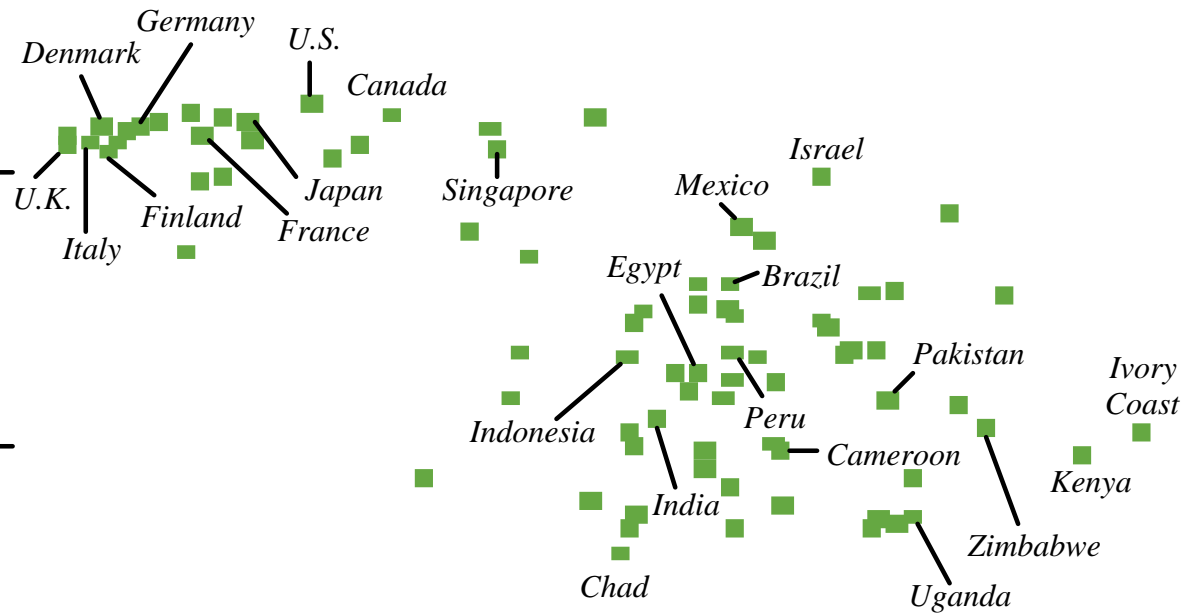 Germany
Denmark
U.S.
Canada
Israel
Mexico
U.K.
Japan
Singapore
Finland
France
Italy
Egypt
Brazil
Pakistan
Ivory
Coast
Peru
Indonesia
Cameroon
Kenya
India
Zimbabwe
Chad
Uganda